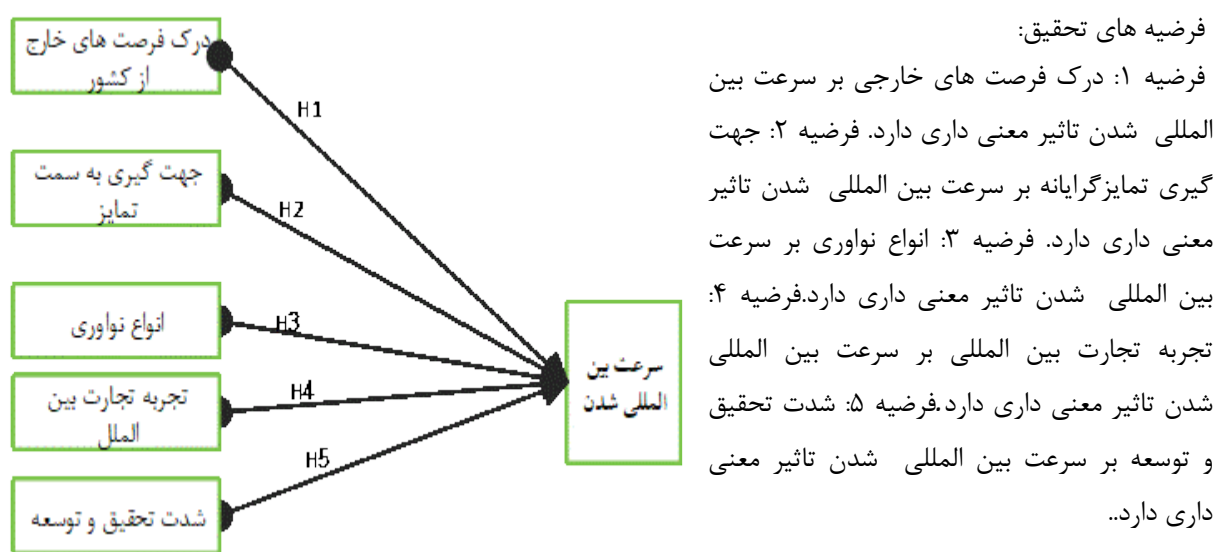 فرضیه های تحقیق:
فرضیه ۱: درک فرصت های خارجی بر سرعت بین
المللی شدن تاثیر معنی داری دارد. فرضیه ۲: جهت
گیری تمایزگرایانه بر سرعت بین المللی شدن تاثیر
معنی داری دارد. فرضیه ۳: انواع نواوری بر سرعت
بین المللی شدن تاثیر معنی داری دارد.فرضیه ۴:
تجربه تجارت بین المللی بر سرعت بین المللی
شدن تاثیر معنی داری دارد.فرضیه ۵: شدت تحقیق
و توسعه بر سرعت بین المللی شدن تاثیر معنی
داری دارد..
درک فرصت های خارج
از کشور
H1
جهت گیری به سمت
تمایز
H2
انواع نواوری
H3
تجربه تجارت بین
الملل
H4
شدت تحقیق و توسعه
H5
سرعت بین
المللی شدن